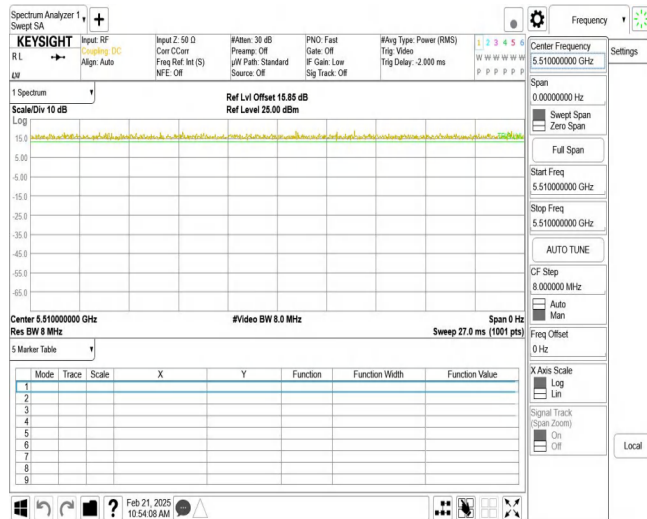 Spectrum Analyzer 1
Swept SA
+
Frequency
KEYSIGHT
R L
Input: RF
Coupling: DC
Align: Auto
Input Z: 50 Ω
Corr CCorr
Freq Ref: Int (S)
NFE: Off
#Atten: 30 dB
Preamp: Off
µW Path: Standard
Source: Off
PNO: Fast
Gate: Off
IF Gain: Low
Sig Track: Off
#Avg Type: Power (RMS)
Trig: Video
Trig Delay: -2.000 ms
1 2 3 4 5 6
W W W W W W
P P P P P P
Center Frequency
5.510000000 GHz
Settings
Span
0.00000000 Hz
Swept Span
Zero Span
Full Span
Start Freq
5.510000000 GHz
Stop Freq
5.510000000 GHz
AUTO TUNE
CF Step
8.000000 MHz
Auto
Man
Freq Offset
0 Hz
X Axis Scale
Log
Lin
Signal Track
(Span Zoom)
On
Off
Local
1 Spectrum
Scale/Div 10 dB
Ref Lvl Offset 15.85 dB
Ref Level 25.00 dBm
Log
15.0
5.00
-5.00
-15.0
-25.0
-35.0
-45.0
-55.0
-65.0
Center 5.510000000 GHz
#Video BW 8.0 MHz
Span 0 Hz
Res BW 8 MHz
Sweep 27.0 ms (1001 pts)
5 Marker Table
Mode Trace Scale X Y Function Function Width Function Value
1
2
3
4
5
6
7
8
9
?
Feb 21, 2025
10:54:08 AM